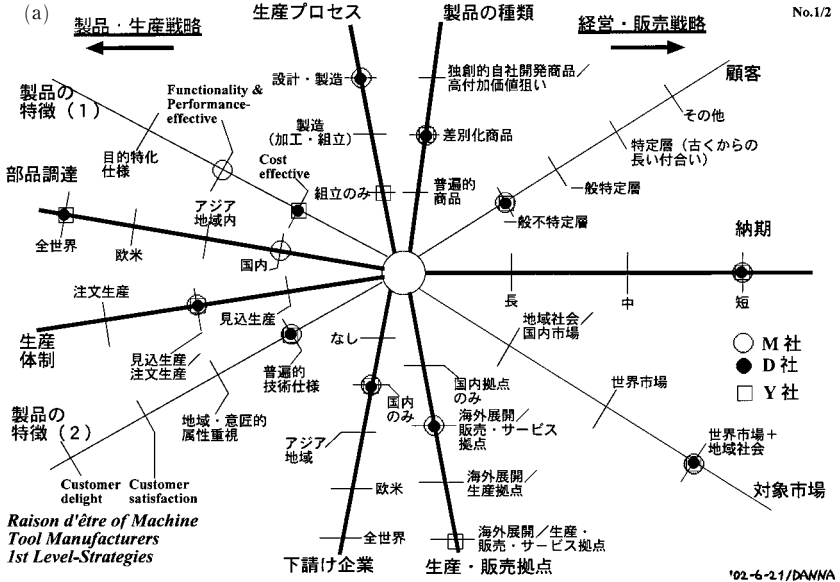 (a)
製品・生産戦略
生産プロセス
製品の種類
経営・販売戦略
No.1/2
製品の
特徴（1）
Functionality &
Performance-
effective
設計・製造
独創的自社開発商品／
高付加価値狙い
顧客
その他
目的特化
仕様
製造
（加工・組立）
差別化商品
特定層（古くからの
長い付合い）
部品調達
Cost
effective
組立のみ
普遍的
商品
一般特定層
全世界
欧米
アジア
地域内
国内
一般不特定層
納期
長
中
短
注文生産
見込生産
生産
体制
見込生産／
注文生産
普遍的
技術仕様
なし
地域社会／
国内市場
M 社
D 社
Y 社
製品の
特徴（2）
地域・意匠的
属性重視
国内
のみ
国内拠点
のみ
世界市場
アジア
地域
海外展開／
販売・サービス
拠点
世界市場＋
地域社会
Customer
delight
Customer
satisfaction
欧米
海外展開／
生産拠点
対象市場
全世界
海外展開／生産・
販売・サービス拠点
Raison d'être of Machine
Tool Manufacturers
1st Level-Strategies
下請け企業
生産・販売拠点
'02-6-21/DANNA